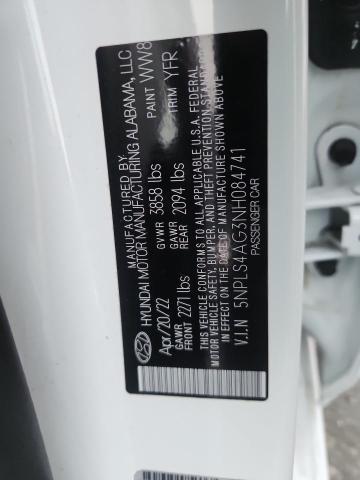 MANUFACTURED BY
HYUNDAI MOTOR MANUFACTURING ALABAMA, LLC
Apr/20/22 GVWR 3858 lbs PAINT WW8
GAWR FRONT 2271 lbs GAWR REAR 2094 lbs TRIM YFR
THIS VEHICLE CONFORMS TO ALL APPLICABLE U.S.A. FEDERAL
MOTOR VEHICLE SAFETY, BUMPER, AND THEFT PREVENTION
STANDARDS IN EFFECT ON THE DATE OF MANUFACTURE SHOWN ABOVE
V.I.N 5NPLS4AG3NH084741
PASSENGER CAR